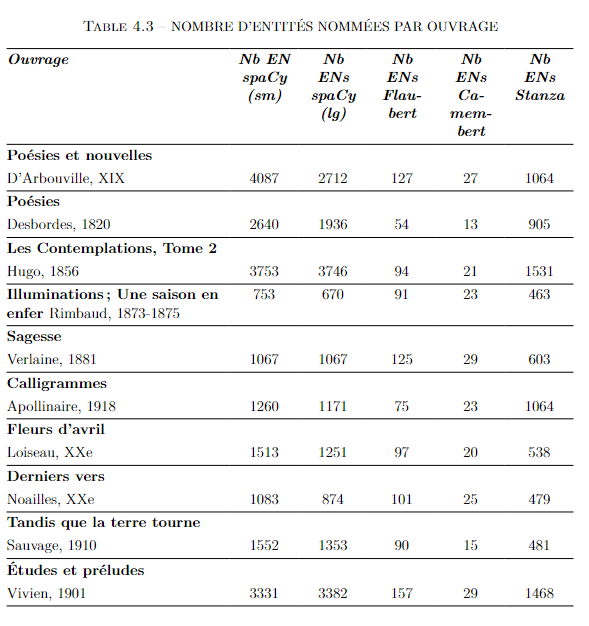 TABLE 4.3 – NOMBRE D'ENTITÉS NOMMÉES PAR OUVRAGE
Ouvrage Nb EN Nb Nb Nb Nb
spaCy ENs ENs ENs ENs
(sm) spaCy Flau- Ca- Stanza
(lg) bert mem-
bert
Poésies et nouvelles
D'Arbouville, XIX 4087 2712 127 27 1064
Poésies
Desbordes, 1820 2640 1936 54 13 905
Les Contemplations, Tome 2
Hugo, 1856 3753 3746 94 21 1531
Illuminations ; Une saison en 753 670 91 23 463
enfer Rimbaud, 1873-1875
Sagesse
Verlaine, 1881 1067 1067 125 29 603
Calligrammes
Apollinaire, 1918 1260 1171 75 23 1064
Fleurs d'avril
Loiseau, XXe 1513 1251 97 20 538
Derniers vers
Noailles, XXe 1083 874 101 25 479
Tandis que la terre tourne
Sauvage, 1910 1552 1353 90 15 481
Études et préludes
Vivien, 1901 3331 3382 157 29 1468